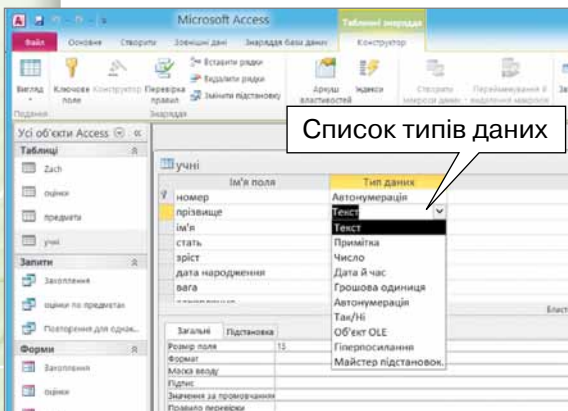 Microsoft Access
Табличні знаряддя
Файл Основне Створити Зовнішні дані Знаряддя бази даних Конструктор
Вставити рядки
Видалити рядки
Змінити підстановку
Вигляд Ключове поле Конструктор Перевірка правил Аркуш властивостей Індекси Створити
Подання Знаряддя
Список типів даних
Усі об'єкти Access
Таблиці
Zach
оцінки
предмети
учні
Запити
Захоплення
оцінки по предметах
Повторення для однок...
Форми
Захоплення
оцінки
учні
Ім'я поля Тип даних
номер Автонумерація
прізвище Текст
ім'я
стать
зріст
дата народження
вага
Текст
Примітка
Число
Дата й час
Грошова одиниця
Автонумерація
Так/Ні
Об'єкт OLE
Гіперпосилання
Майстер підстановок.
Загальні Підстановка
Розмір поля 15
Формат
Маска вводу
Підпис
Значення за промовчанням
Правило перевірки